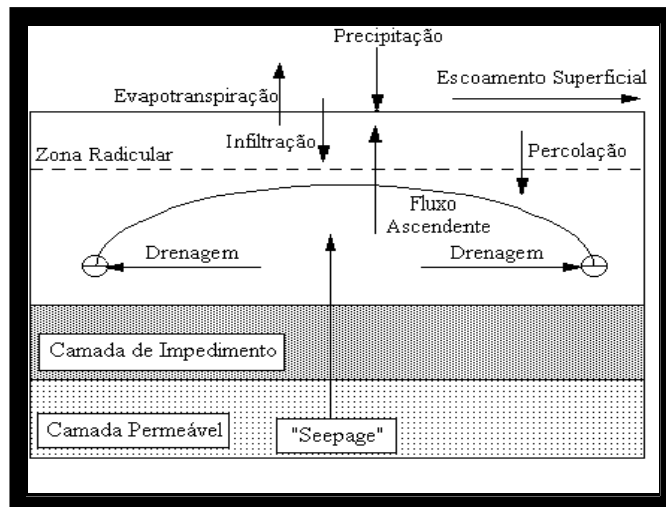 Precipitação
Escoamento Superficial
Evapotranspiração
Infiltração
Zona Radicular
Percolação
Fluxo
Ascendente
Drenagem
Drenagem
Camada de Impedimento
Camada Permeável
"Seepage"